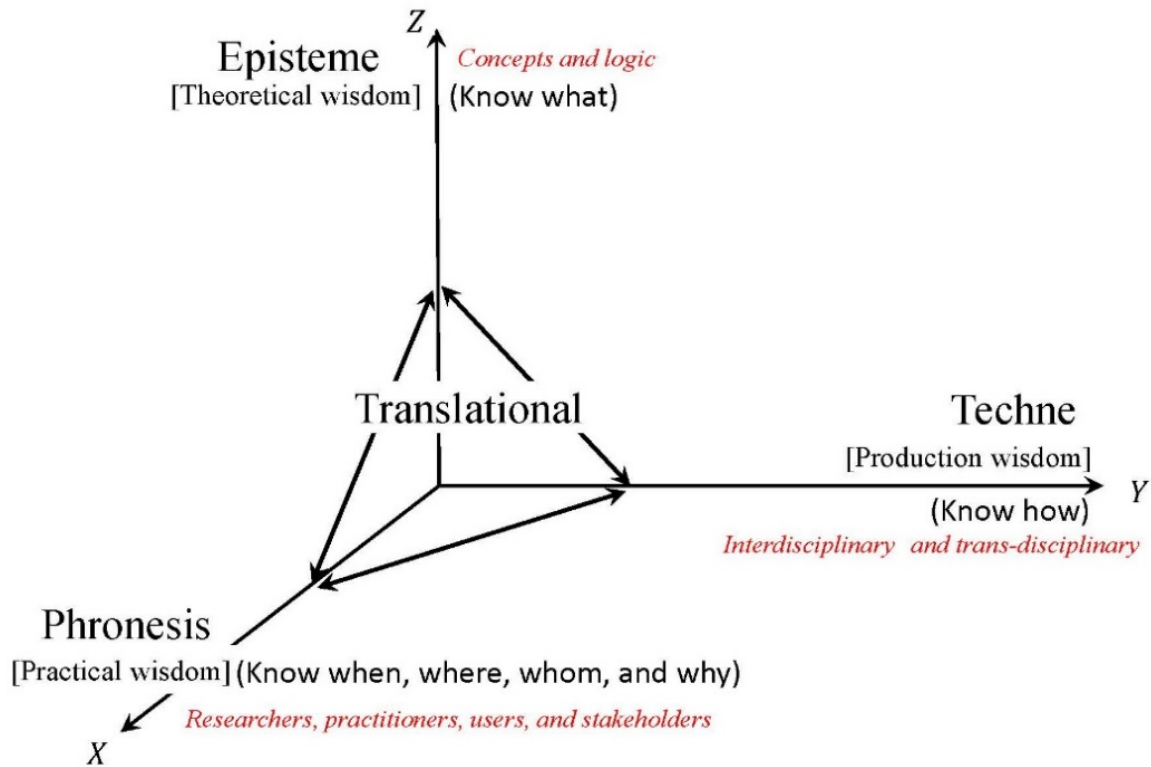 Z
Episteme
Concepts and logic
[Theoretical wisdom]
(Know what)
Translational
Techne
[Production wisdom]
Y
(Know how)
Interdisciplinary and trans-disciplinary
Phronesis
[Practical wisdom] (Know when, where, whom, and why)
Researchers, practitioners, users, and stakeholders
X